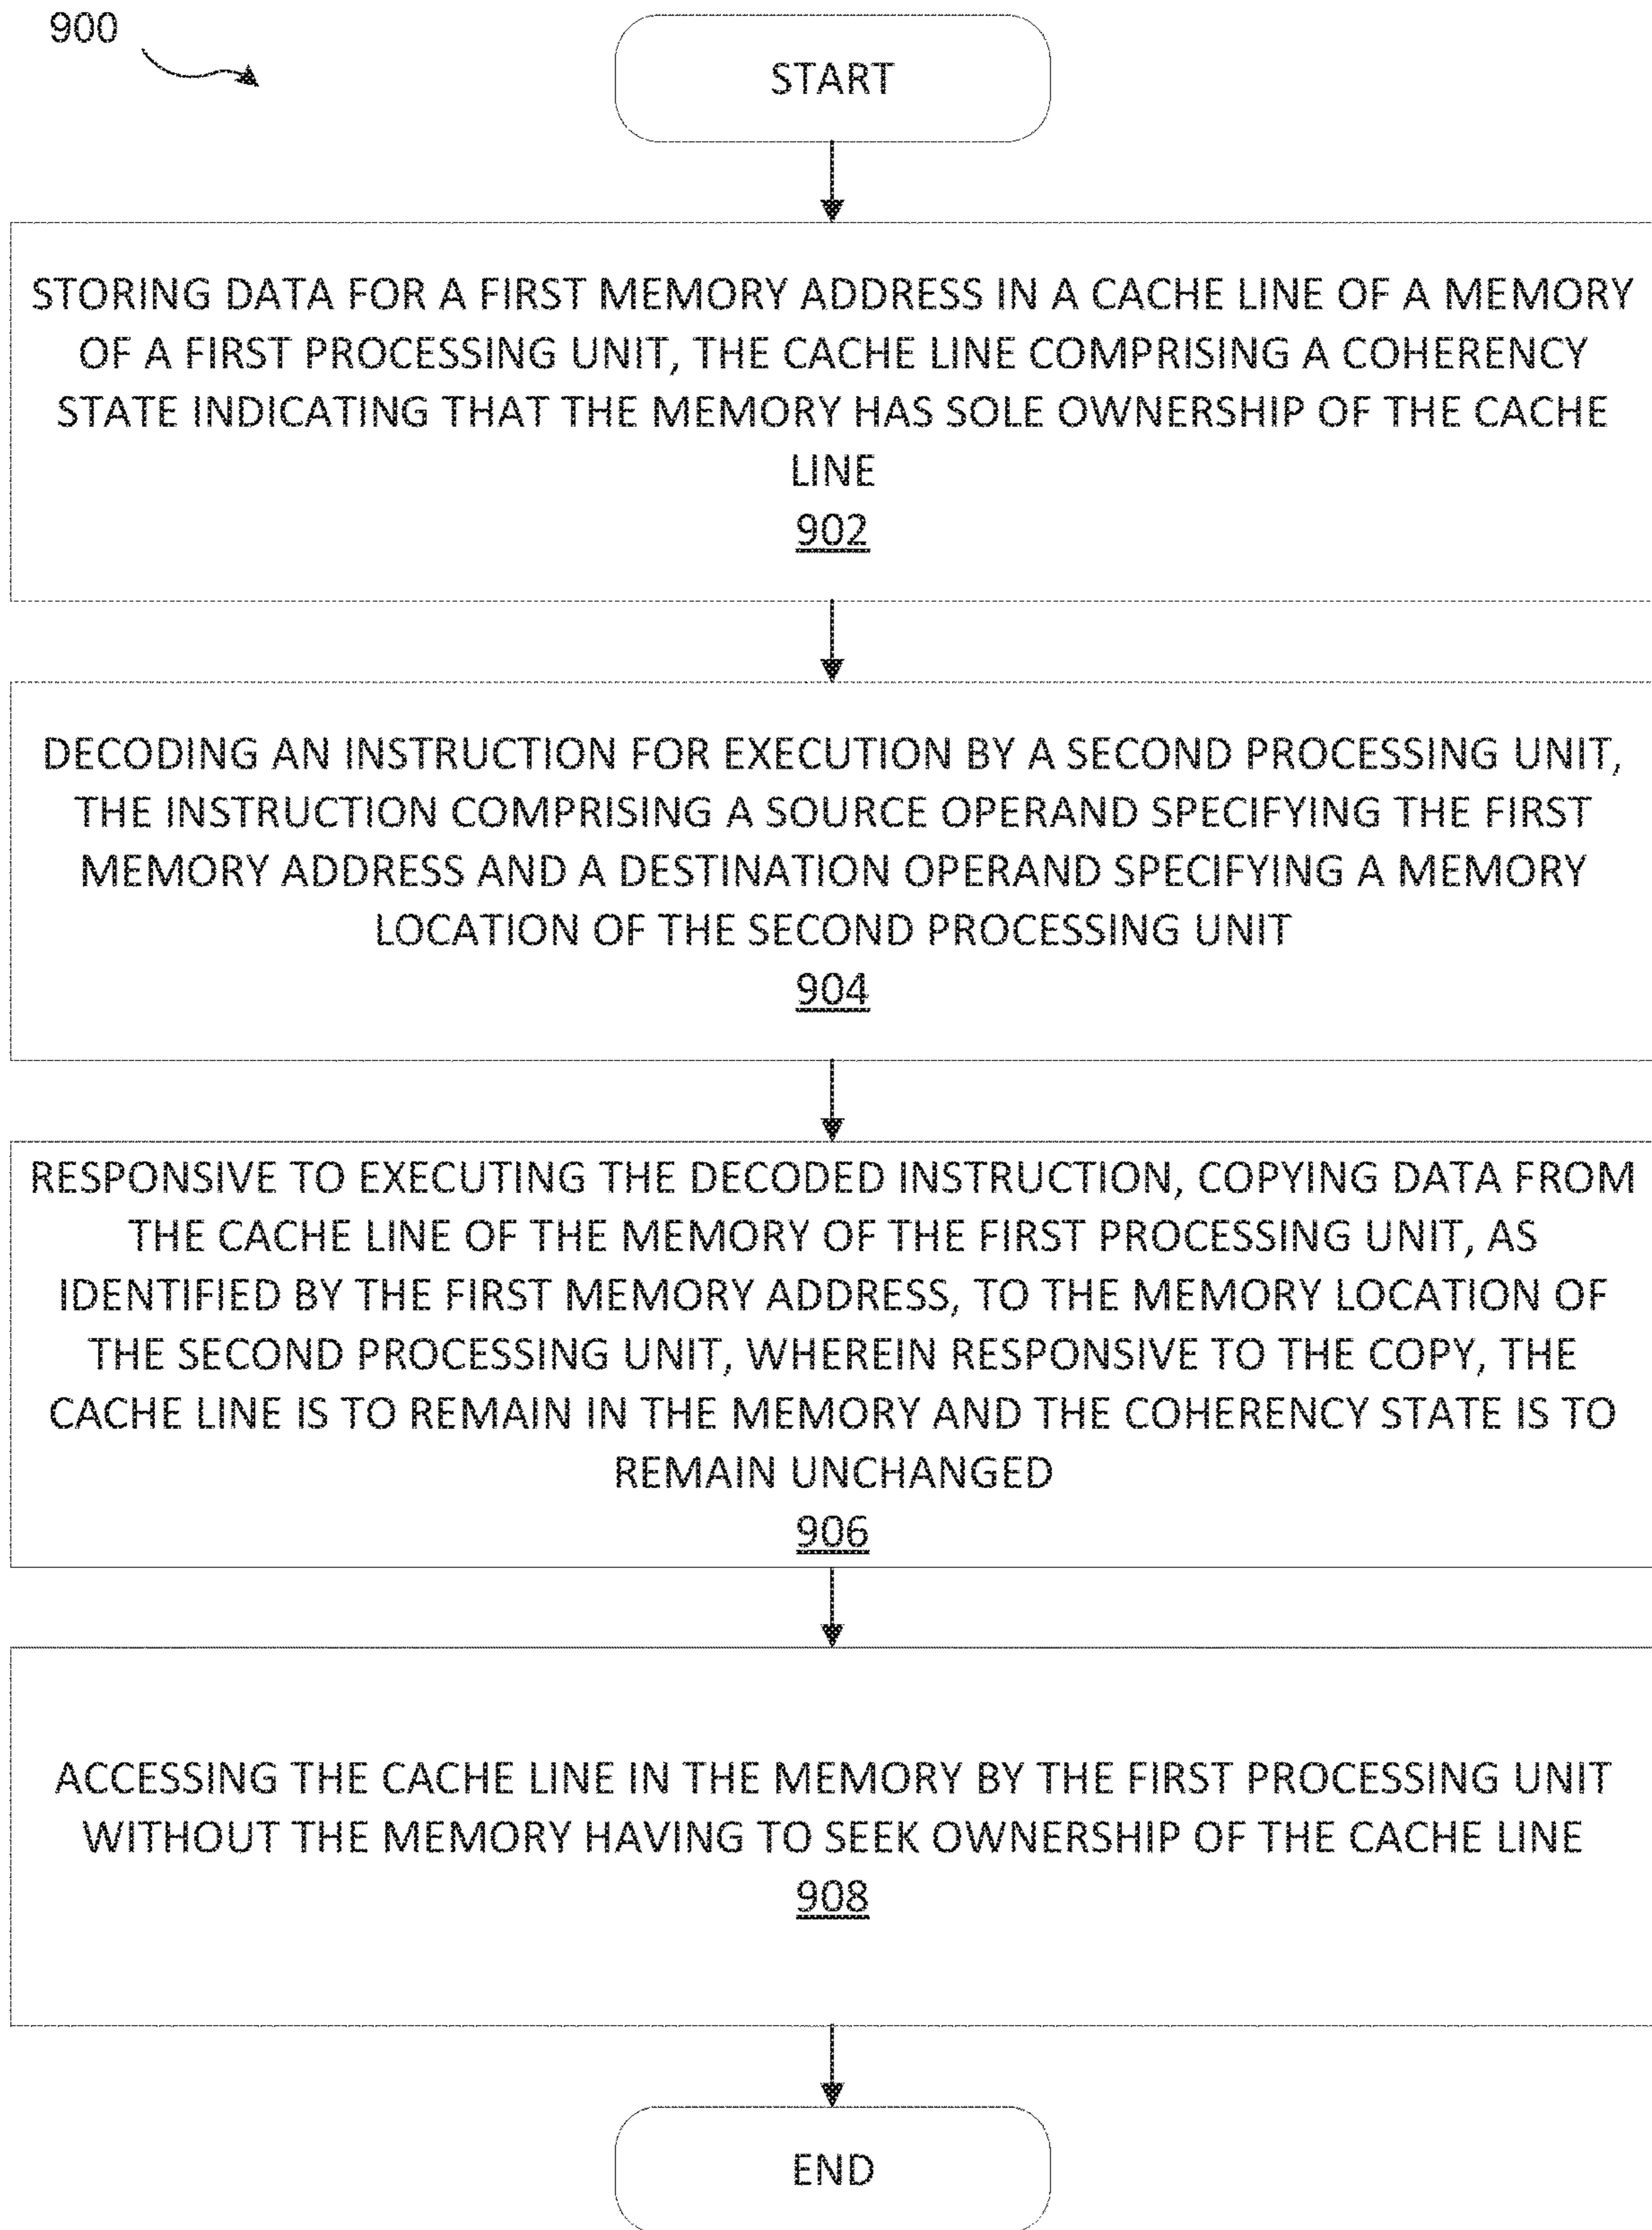 900
START
STORING DATA FOR A FIRST MEMORY ADDRESS IN A CACHE LINE OF A MEMORY
OF A FIRST PROCESSING UNIT, THE CACHE LINE COMPRISING A COHERENCY
STATE INDICATING THAT THE MEMORY HAS SOLE OWNERSHIP OF THE CACHE
LINE
902
DECODING AN INSTRUCTION FOR EXECUTION BY A SECOND PROCESSING UNIT,
THE INSTRUCTION COMPRISING A SOURCE OPERAND SPECIFYING THE FIRST
MEMORY ADDRESS AND A DESTINATION OPERAND SPECIFYING A MEMORY
LOCATION OF THE SECOND PROCESSING UNIT
904
RESPONSIVE TO EXECUTING THE DECODED INSTRUCTION, COPYING DATA FROM
THE CACHE LINE OF THE MEMORY OF THE FIRST PROCESSING UNIT, AS
IDENTIFIED BY THE FIRST MEMORY ADDRESS, TO THE MEMORY LOCATION OF
THE SECOND PROCESSING UNIT, WHEREIN RESPONSIVE TO THE COPY, THE
CACHE LINE IS TO REMAIN IN THE MEMORY AND THE COHERENCY STATE IS TO
REMAIN UNCHANGED
906
ACCESSING THE CACHE LINE IN THE MEMORY BY THE FIRST PROCESSING UNIT
WITHOUT THE MEMORY HAVING TO SEEK OWNERSHIP OF THE CACHE LINE
908
END